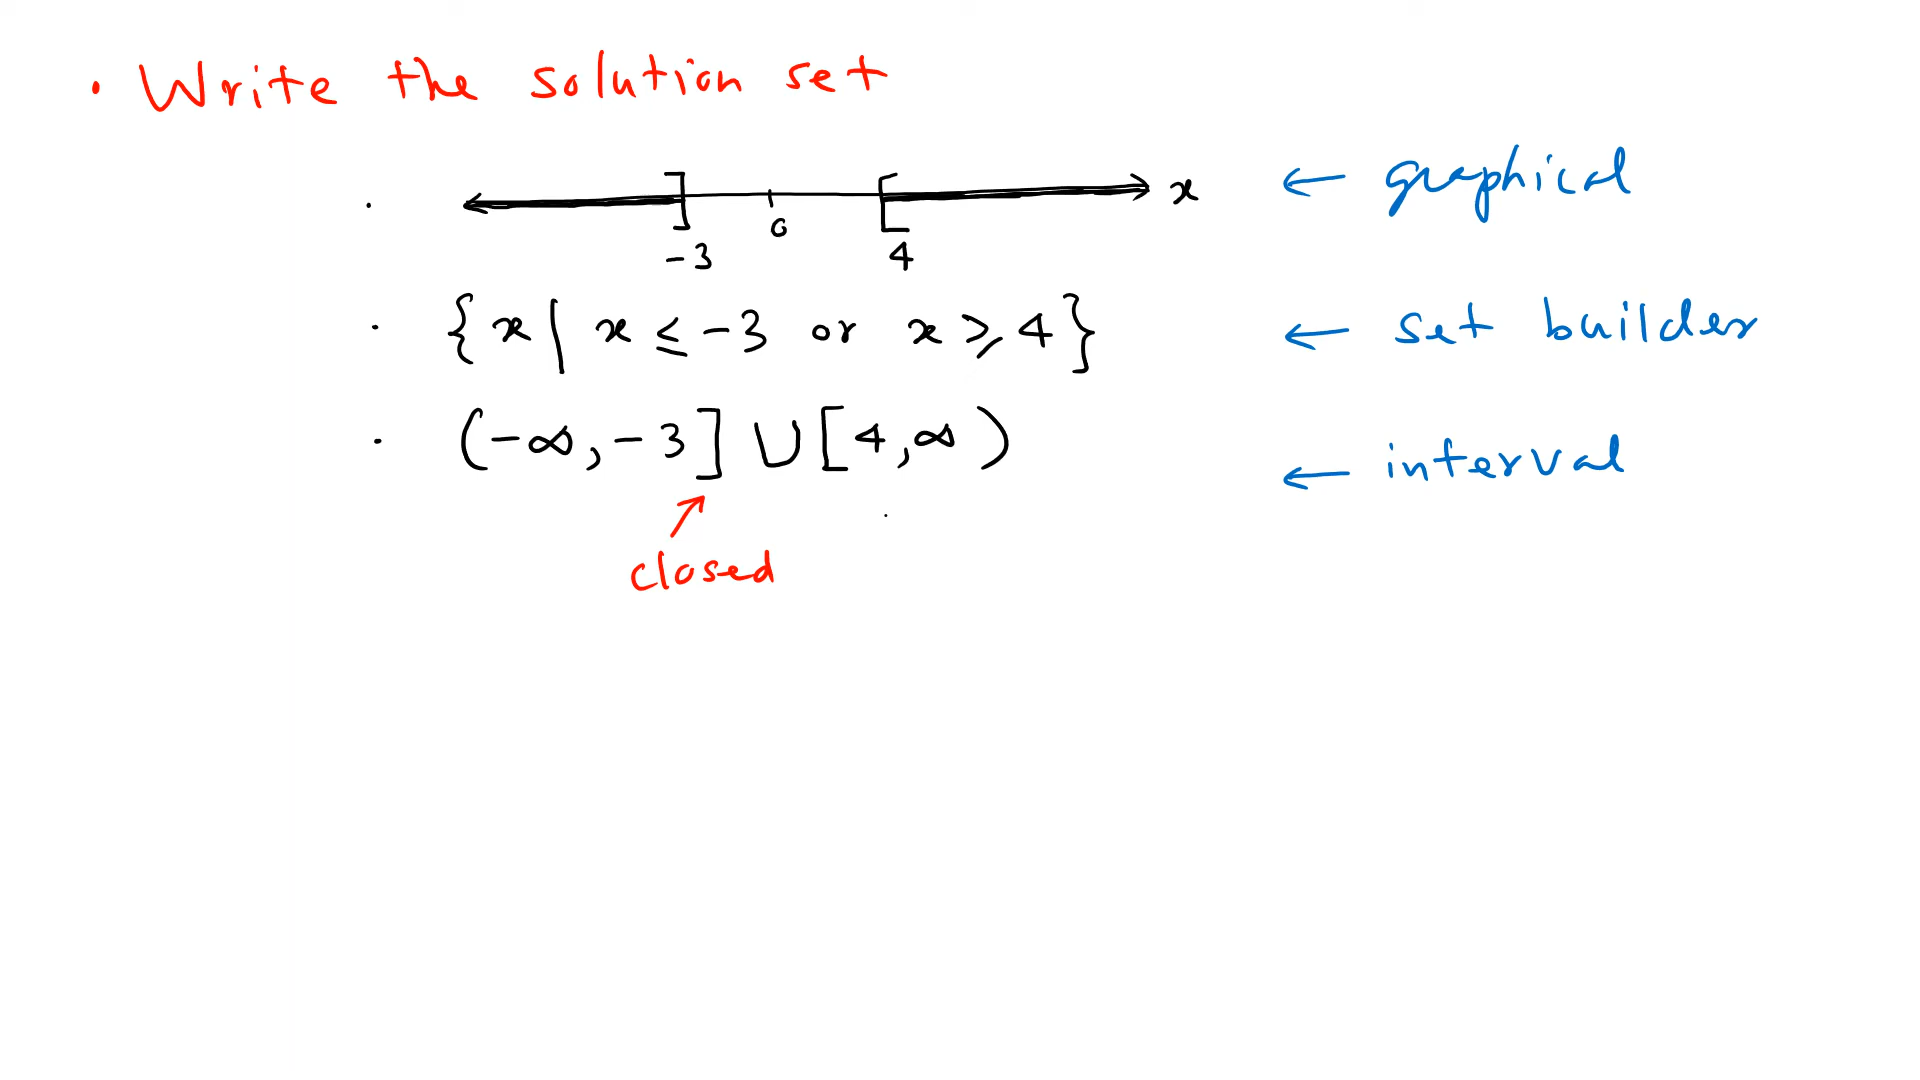 • Write the solution set
x ← graphical
0
-3 4
• {x | x ≤ -3 or x ≥ 4} ← set builder
• (-∞, -3] ∪ [4, ∞) ← interval
closed